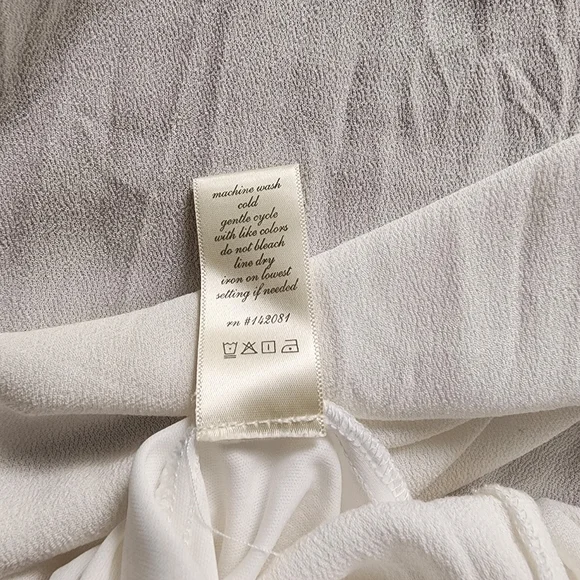 machine wash
cold
gentle cycle
with like colors
do not bleach
line dry
iron on lowest
setting if needed
rn #142081